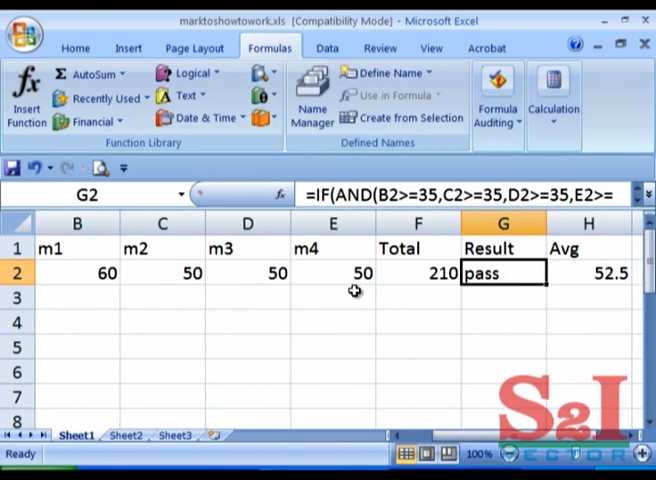 marktoshowtowork.xls [Compatibility Mode] - Microsoft Excel
Home Insert Page Layout Formulas Data Review View Acrobat
fx Σ AutoSum Logical Define Name
Insert Function Recently Used Text Name Manager Use in Formula Formula Auditing Calculation
Financial Date & Time Create from Selection
Function Library Defined Names
G2 fx =IF(AND(B2>=35,C2>=35,D2>=35,E2>=
B C D E F G H
1 m1 m2 m3 m4 Total Result Avg
2 60 50 50 50 210 pass 52.5
3
4
5
6
7
8
S2I
ECTOR
Sheet1 Sheet2 Sheet3
Ready 100%